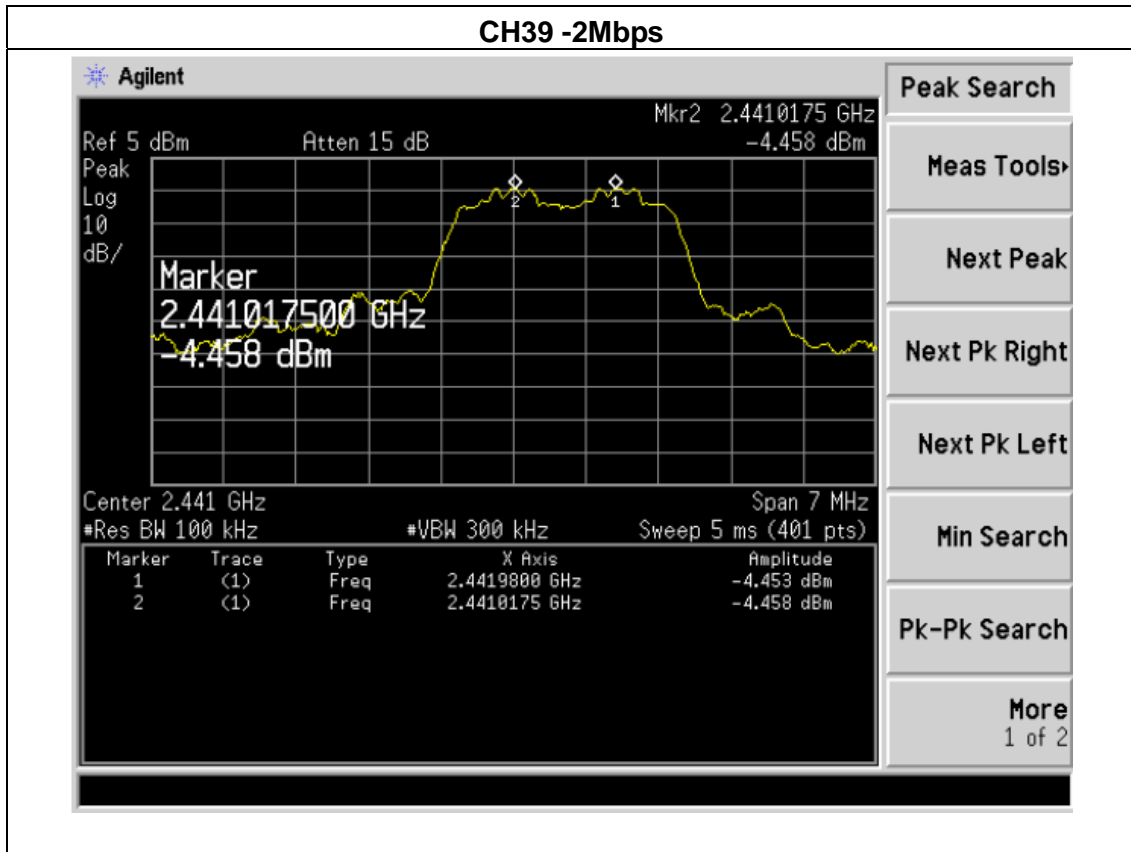 CH39 -2Mbps
Agilent
Peak Search
Mkr2 2.4410175 GHz
Ref 5 dBm Atten 15 dB -4.458 dBm
Peak
Log
10
dB/
2 1
Marker
2.441017500 GHz
-4.458 dBm
Center 2.441 GHz Span 7 MHz
#Res BW 100 kHz #VBW 300 kHz Sweep 5 ms (401 pts)
Marker Trace Type X Axis Amplitude
1 (1) Freq 2.4419800 GHz -4.453 dBm
2 (1) Freq 2.4410175 GHz -4.458 dBm
Meas Tools
Next Peak
Next Pk Right
Next Pk Left
Min Search
Pk-Pk Search
More
1 of 2